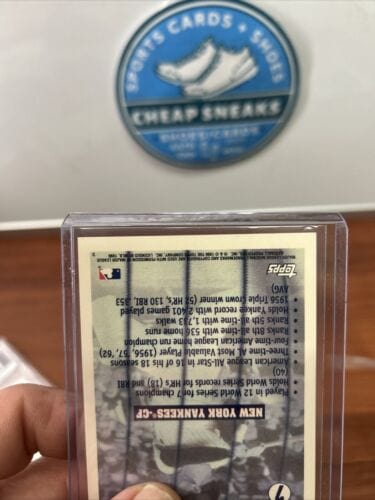 SPORTS CARDS + SHOES
CHEAP SNEAKS
7
NEW YORK YANKEES®-CF
• Played in 12 World Series for 7 champions
• Holds World Series records for HR's (18) and RBI
(40)
• American League All-Star in 16 of his 18 seasons
• Three-time AL Most Valuable Player (1956, '57, '62)
• Four-time American League home run champion
• Ranks 8th all-time with 536 home runs
• Ranks 5th all-time with 1,733 walks
• Holds Yankee record 2,401 games played
• 1956 Triple Crown winner (52 HR's, 130 RBI, .353
AVG)
topps